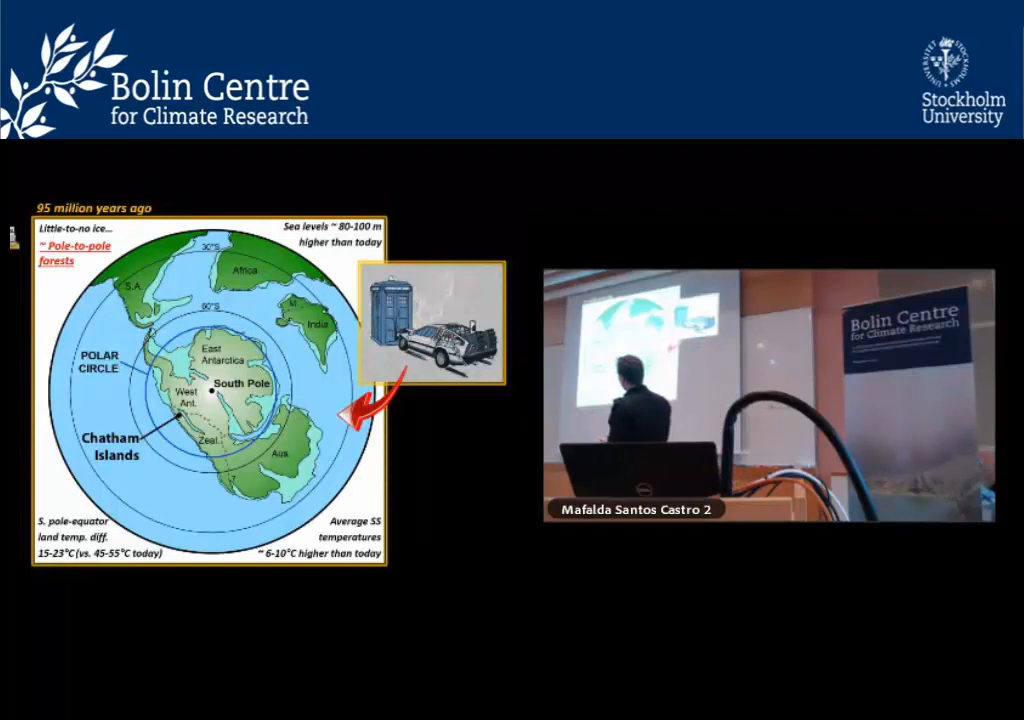 Bolin Centre
for Climate Research
Stockholm
University
95 million years ago
Little-to-no ice...
~ Pole-to-pole
forests
Sea levels ~ 80-100 m
higher than today
30°S
S.A.
Africa
M.
India
60°S
POLAR
CIRCLE
East
Antarctica
South Pole
West
Ant.
Chatham
Islands
Zeal.
Aus.
S. pole-equator
land temp. diff.
15-23°C (vs. 45-55°C today)
Average SS
temperatures
~ 6-10°C higher than today
Bolin Centre
for Climate Research
Mafalda Santos Castro 2